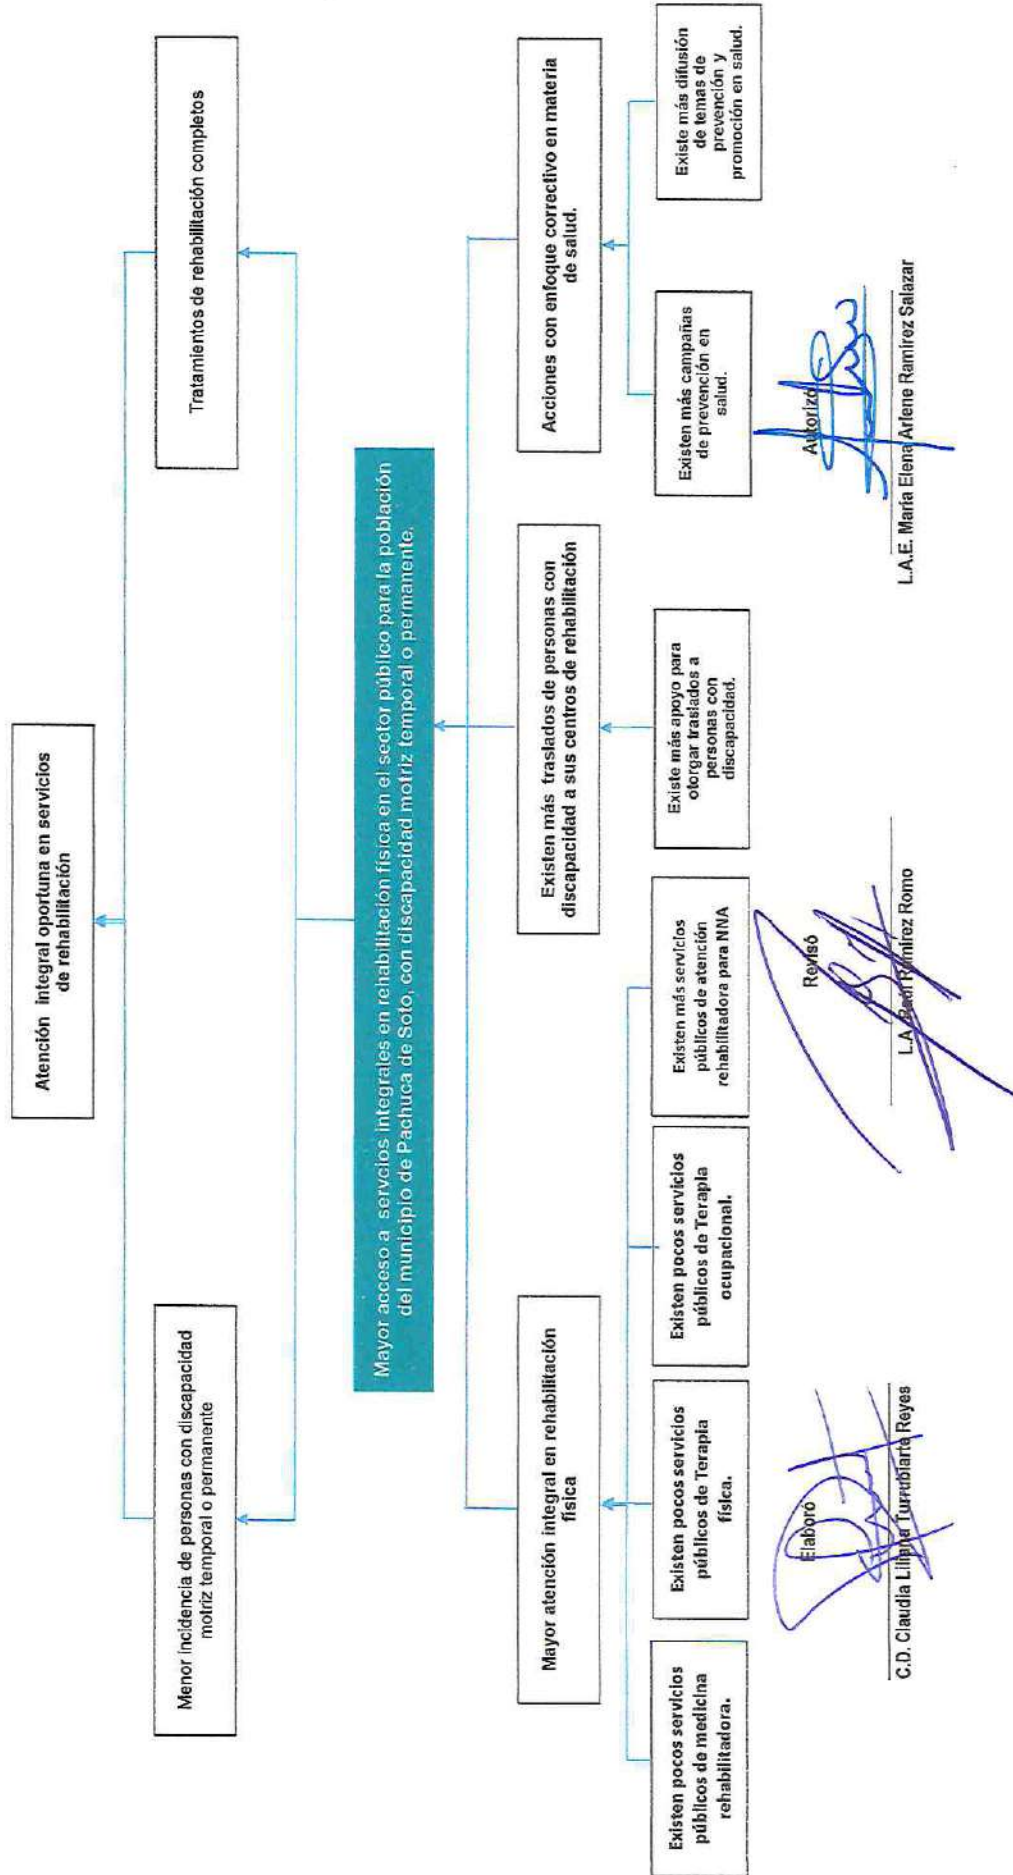 Atención integral oportuna en servicios
de rehabilitación
Menor incidencia de personas con discapacidad
motriz temporal o permanente
Tratamientos de rehabilitación completos
Mayor acceso a servcios integrales en rehabilitación física en el sector público para la población
del municipio de Pachuca de Soto, con discapacidad motriz temporal o permanente.
Mayor atención integral en rehabilitación
física
Existen más traslados de personas con
discapacidad a sus centros de rehabilitación
Acciones con enfoque correctivo en materia
de salud.
Existen pocos servicios
públicos de medicina
rehabilitadora.
Existen pocos servicios
públicos de Terapia
física.
Existen pocos servicios
públicos de Terapia
ocupacional.
Existen más servicios
públicos de atención
rehabilitadora para NNA
Existe más apoyo para
otorgar traslados a
personas con
discapacidad.
Existen más campañas
de prevención en
salud.
Existe más difusión
de temas de
prevención y
promoción en salud.
Elaboró
C.D. Claudia Liliana Turrubiarte Reyes
Revisó
L.A. Raúl Ramírez Romo
Autorizó
L.A.E. María Elena Arlene Ramírez Salazar